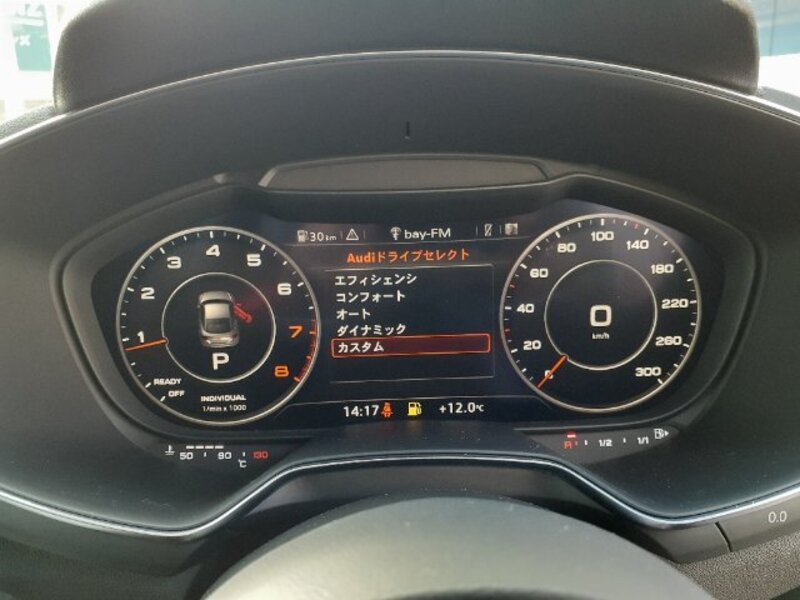 30km bay-FM
Audiドライブセレクト
エフィシェンシ
コンフォート
オート
ダイナミック
カスタム
14:17 +12.0℃
1 2 3 4 5 6 7 8
P
READY
OFF
INDIVIDUAL
1/min x 1000
0 20 40 60 80 100 140 180 220 260 300
0
km/h
50 90 130
℃
R 1/2 1/1
0.0